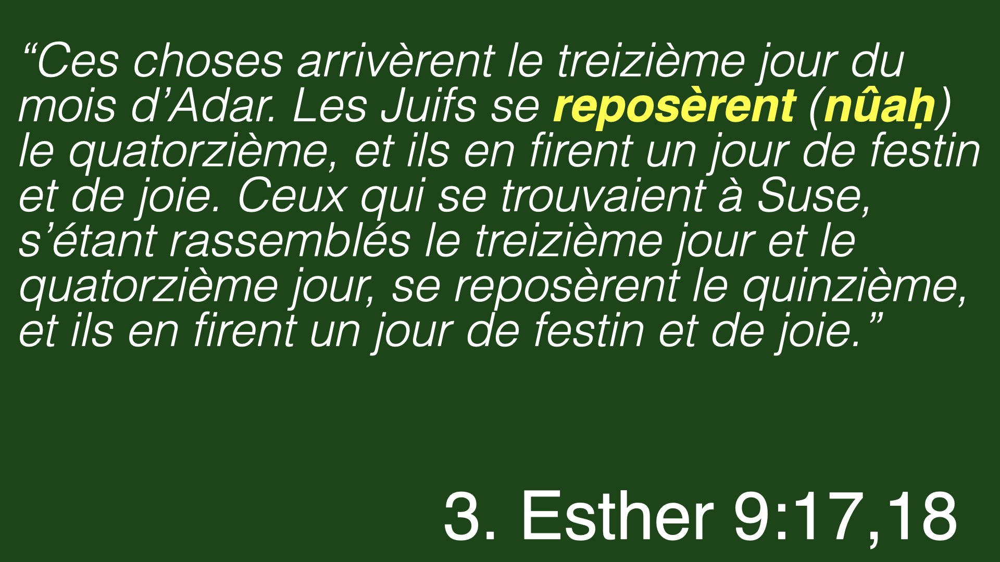 “Ces choses arrivèrent le treizième jour du
mois d’Adar. Les Juifs se reposèrent (nûaḥ)
le quatorzième, et ils en firent un jour de festin
et de joie. Ceux qui se trouvaient à Suse,
s’étant rassemblés le treizième jour et le
quatorzième jour, se reposèrent le quinzième,
et ils en firent un jour de festin et de joie.”
3. Esther 9:17,18